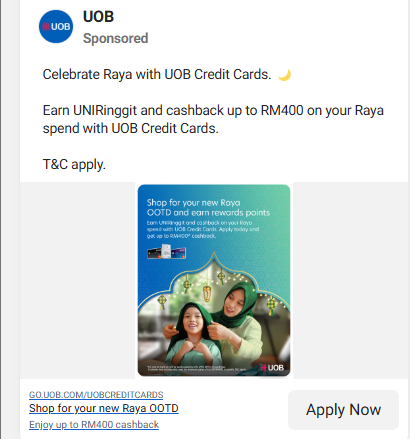 UOB
UOB
Sponsored
Celebrate Raya with UOB Credit Cards. 🌙
Earn UNIRinggit and cashback up to RM400 on your Raya
spend with UOB Credit Cards.
T&C apply.
Shop for your new Raya
OOTD and earn rewards points
Earn UNIRinggit and cashback on your Raya
spend with UOB Credit Cards. Apply today and
get up to RM400* cashback.
UOB
GO.UOB.COM/UOBCREDITCARDS
Shop for your new Raya OOTD
Enjoy up to RM400 cashback
Apply Now